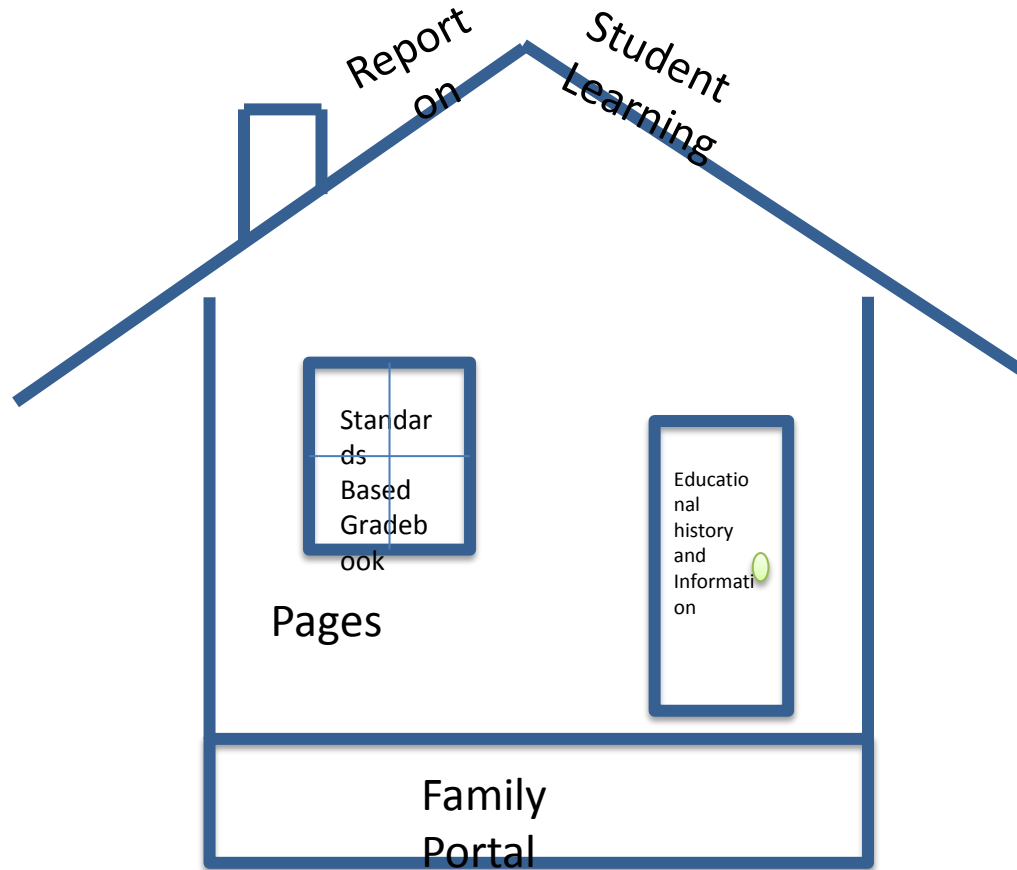 Report
on
Student
Learning
Standar
ds
Based
Gradeb
ook
Educatio
nal
history
and
Informati
on
Pages
Family
Portal